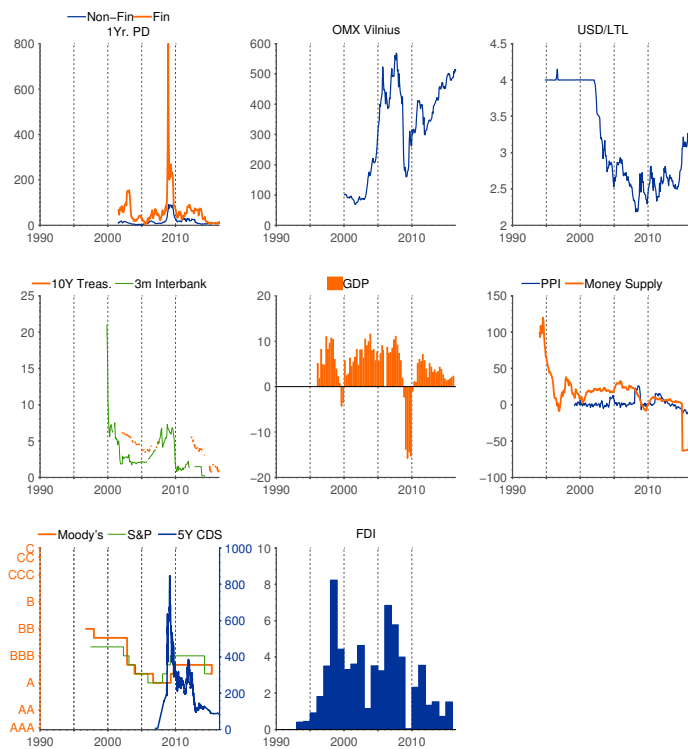 Non−Fin Fin
1Yr. PD
800
600
400
200
0
1990 2000 2010
OMX Vilnius
600
500
400
300
200
100
0
1990 2000 2010
USD/LTL
4.5
4
3.5
3
2.5
2
1990 2000 2010
10Y Treas. 3m Interbank
25
20
15
10
5
0
1990 2000 2010
GDP
20
10
0
−10
−20
1990 2000 2010
PPI Money Supply
150
100
50
0
−50
−100
1990 2000 2010
Moody's S&P 5Y CDS
C
CC
CCC
B
BB
BBB
A
AA
AAA
1000
800
600
400
200
0
1990 2000 2010
FDI
10
8
6
4
2
0
1990 2000 2010